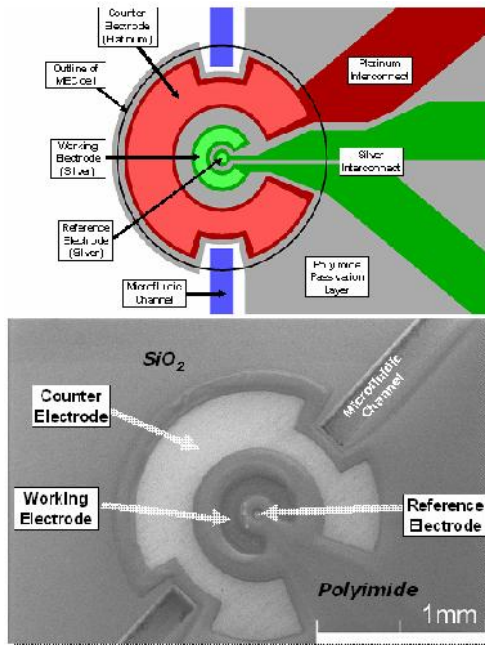 Counter
Electrode
(Platinum)
Outline of
MEC cell
Platinum
Interconnect
Working
Electrode
(Silver)
Silver
Interconnect
Reference
Electrode
(Silver)
Polyimide
Passivation
Layer
Microfluidic
Channel
SiO2
Counter
Electrode
Microfluidic
Channel
Working
Electrode
Reference
Electrode
Polyimide
1mm